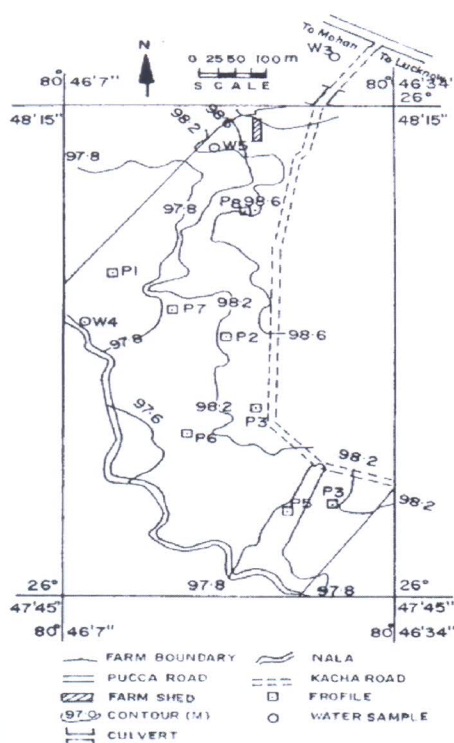 To Mohan
W3
To Lucknow
N
0 25 50 100 m
SCALE
80° 46'7"
80° 46'34"
26°
48'15"
48'15"
98.2
98.6
W5
97.8
97.8
P8
98.6
P1
98.2
P7
W4
P2
98.6
97.8
97.6
98.2
P3
P6
98.2
P3
98.2
P5
97.8
97.8
26°
26°
47'45"
47'45"
80° 46'7"
80° 46'34"
FARM BOUNDARY
NALA
PUCCA ROAD
KACHA ROAD
FARM SHED
PROFILE
97.0 CONTOUR (M)
WATER SAMPLE
CULVERT